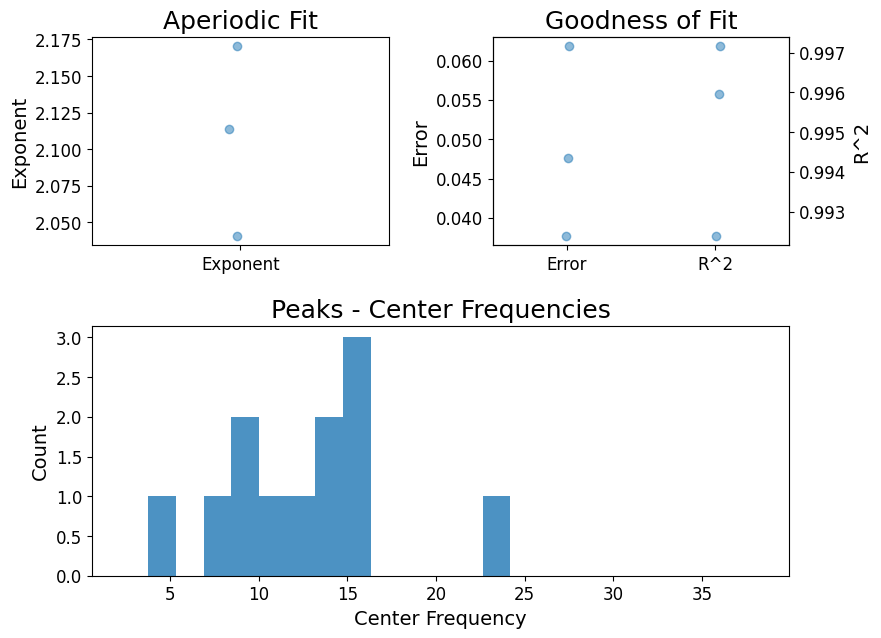 Aperiodic Fit
Exponent
2.175
2.150
2.125
2.100
2.075
2.050
Exponent
Goodness of Fit
Error
0.060
0.055
0.050
0.045
0.040
0.997
0.996
0.995
0.994
0.993
R^2
Error R^2
Peaks - Center Frequencies
Count
3.0
2.5
2.0
1.5
1.0
0.5
0.0
5 10 15 20 25 30 35
Center Frequency